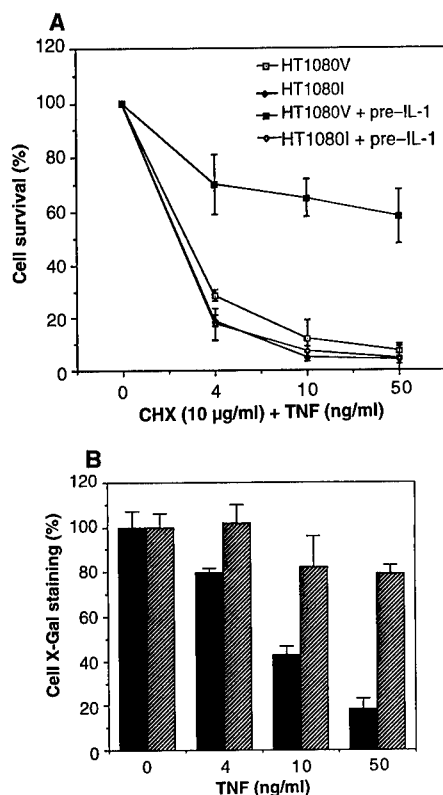 A
HT1080V
HT1080I
HT1080V + pre–IL-1
HT1080I + pre–IL-1
Cell survival (%)
120
100
80
60
40
20
0
0 4 10 50
CHX (10 µg/ml) + TNF (ng/ml)
B
Cell X-Gal staining (%)
120
100
80
60
40
20
0
0 4 10 50
TNF (ng/ml)